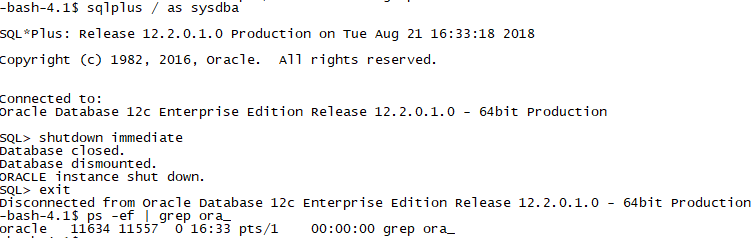 -bash-4.1$ sqlplus / as sysdba
SQL*Plus: Release 12.2.0.1.0 Production on Tue Aug 21 16:33:18 2018
Copyright (c) 1982, 2016, Oracle.  All rights reserved.
Connected to:
Oracle Database 12c Enterprise Edition Release 12.2.0.1.0 - 64bit Production
SQL> shutdown immediate
Database closed.
Database dismounted.
ORACLE instance shut down.
SQL> exit
Disconnected from Oracle Database 12c Enterprise Edition Release 12.2.0.1.0 - 64bit Production
-bash-4.1$ ps -ef | grep ora_
oracle   11634 11557  0 16:33 pts/1    00:00:00 grep ora_